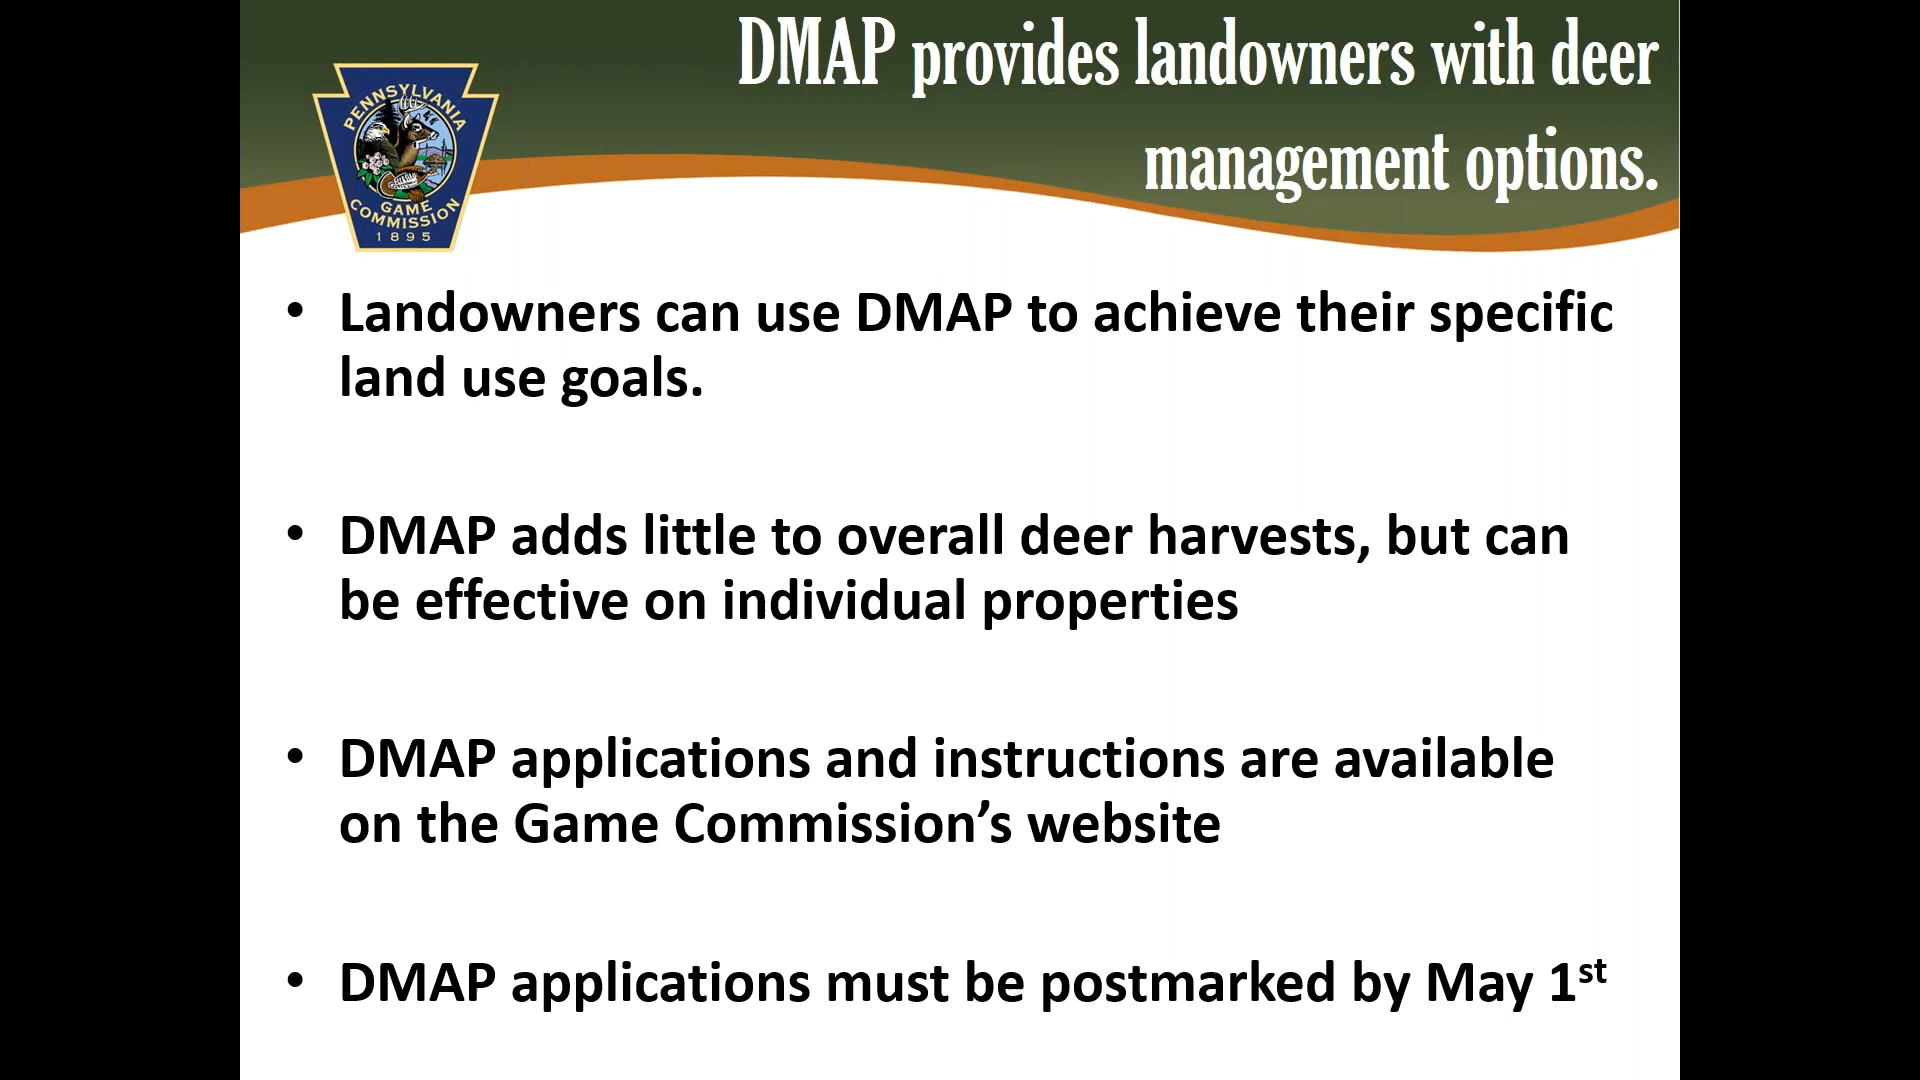 DMAP provides landowners with deer
management options.
PENNSYLVANIA
GAME
COMMISSION
1895
• Landowners can use DMAP to achieve their specific
land use goals.
• DMAP adds little to overall deer harvests, but can
be effective on individual properties
• DMAP applications and instructions are available
on the Game Commission’s website
• DMAP applications must be postmarked by May 1st